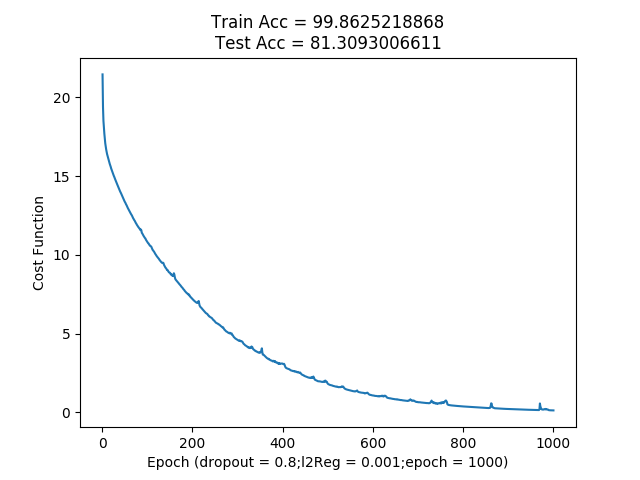 Train Acc = 99.8625218868
Test Acc = 81.3093006611
20
15
10
5
0
Cost Function
0 200 400 600 800 1000
Epoch (dropout = 0.8;l2Reg = 0.001;epoch = 1000)